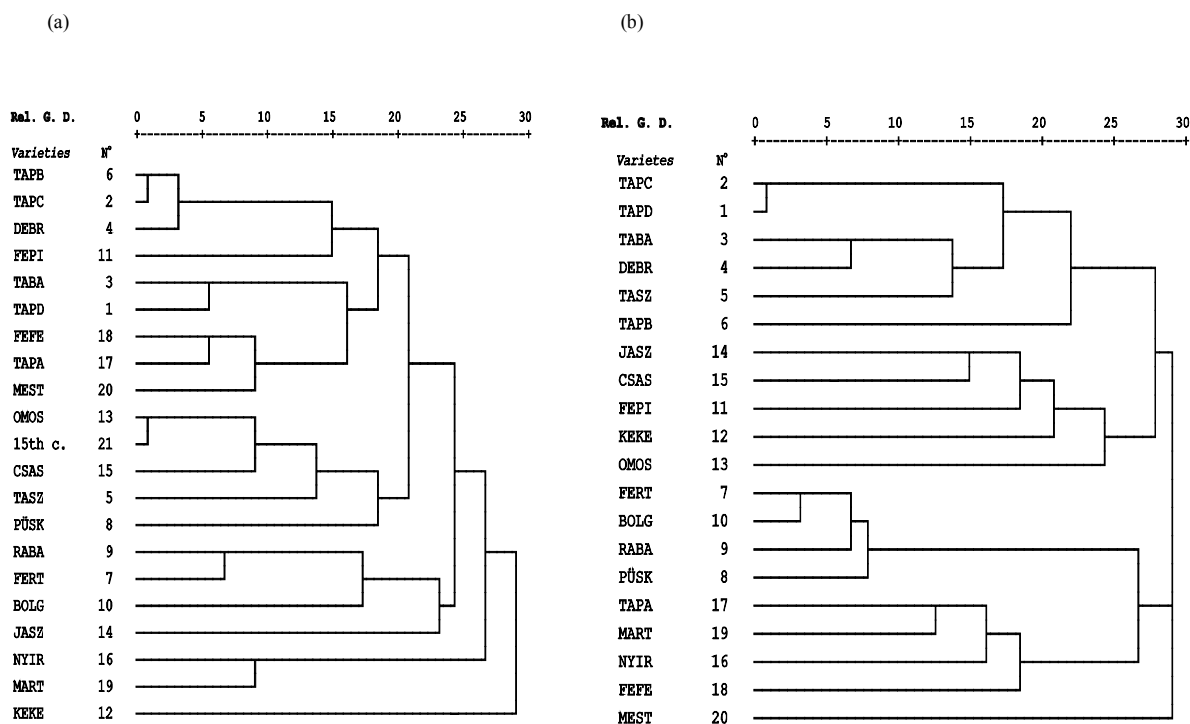 (a)
Rel. G. D. 0 5 10 15 20 25 30
Varieties N°
TAPB 6
TAPC 2
DEBR 4
FEPI 11
TABA 3
TAPD 1
FEFE 18
TAPA 17
MEST 20
OMOS 13
15th c. 21
CSAS 15
TASZ 5
PÜSK 8
RABA 9
FERT 7
BOLG 10
JASZ 14
NYIR 16
MART 19
KEKE 12
(b)
Rel. G. D. 0 5 10 15 20 25 30
Varietes N°
TAPC 2
TAPD 1
TABA 3
DEBR 4
TASZ 5
TAPB 6
JASZ 14
CSAS 15
FEPI 11
KEKE 12
OMOS 13
FERT 7
BOLG 10
RABA 9
PÜSK 8
TAPA 17
MART 19
NYIR 16
FEFE 18
MEST 20